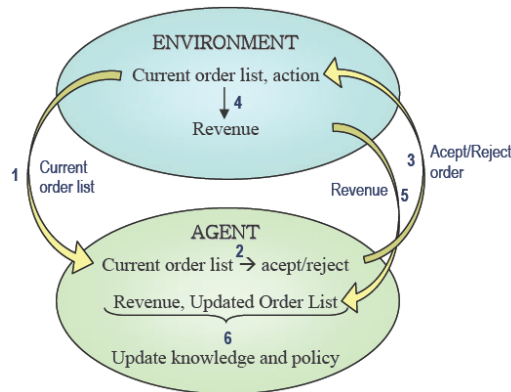 ENVIRONMENT
Current order list, action
4
Revenue
1
Current
order list
3
Acept/Reject
order
Revenue
5
AGENT
2
Current order list → acept/reject
Revenue, Updated Order List
6
Update knowledge and policy